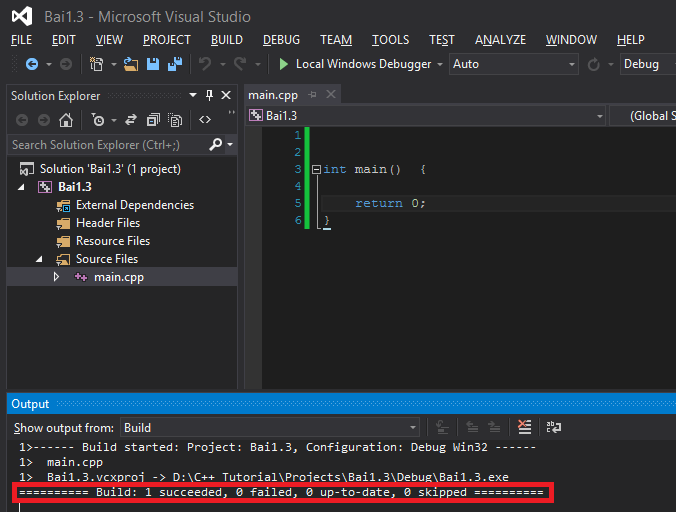 Bai1.3 - Microsoft Visual Studio
FILE EDIT VIEW PROJECT BUILD DEBUG TEAM TOOLS TEST ANALYZE WINDOW HELP
Local Windows Debugger Auto Debug
Solution Explorer
Search Solution Explorer (Ctrl+;)
Solution 'Bai1.3' (1 project)
Bai1.3
External Dependencies
Header Files
Resource Files
Source Files
main.cpp
main.cpp
Bai1.3 (Global S
1
2
3 int main() {
4
5 return 0;
6 }
Output
Show output from: Build
1>------ Build started: Project: Bai1.3, Configuration: Debug Win32 ------
1> main.cpp
1> Bai1.3.vcxproj -> D:\C++ Tutorial\Projects\Bai1.3\Debug\Bai1.3.exe
========== Build: 1 succeeded, 0 failed, 0 up-to-date, 0 skipped ==========